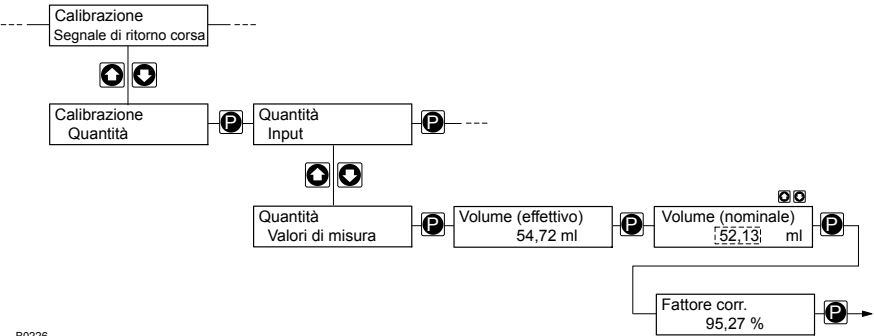 Calibrazione
Segnale di ritorno corsa
Calibrazione
Quantità
P
Quantità
Input
P
Quantità
Valori di misura
P
Volume (effettivo)
54,72 ml
P
Volume (nominale)
52,13 ml
P
Fattore corr.
95,27 %
P
B0226